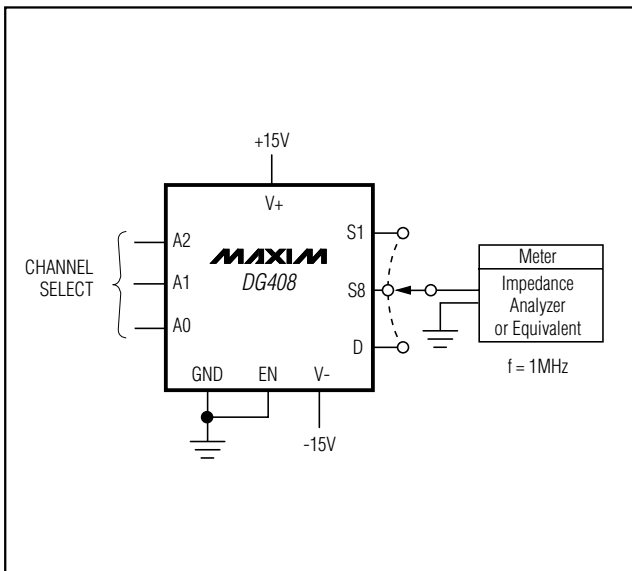 +15V
V+
CHANNEL
SELECT
A2
A1
A0
MAXIM
DG408
S1
S8
D
GND EN V-
-15V
Meter
Impedance
Analyzer
or Equivalent
f = 1MHz